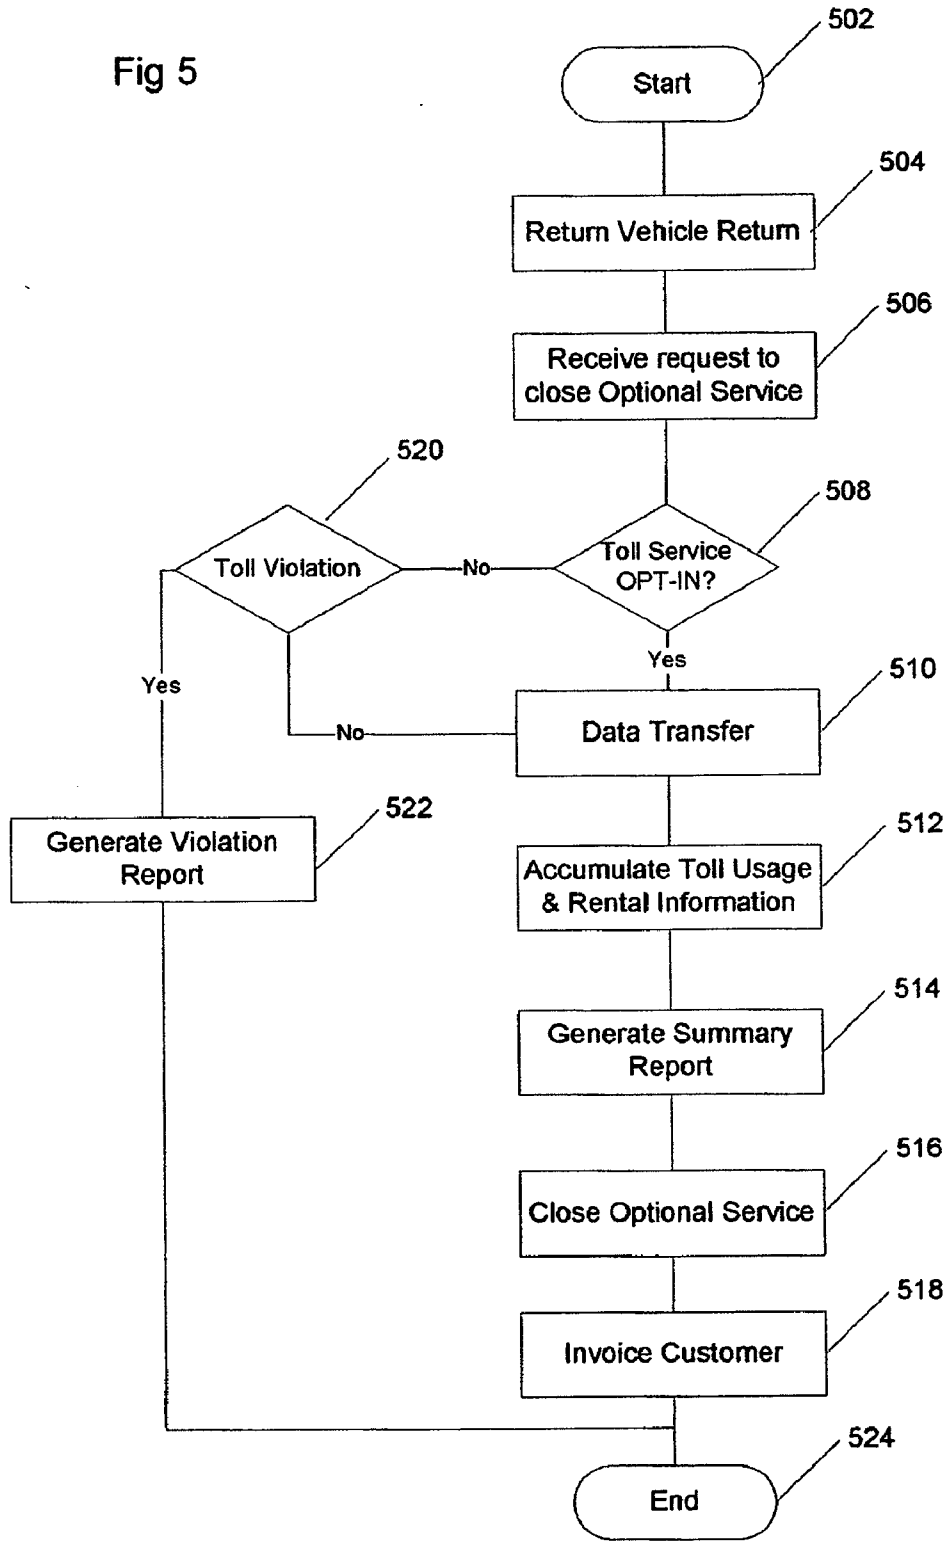 Fig 5
502
Start
504
Return Vehicle Return
506
Receive request to
close Optional Service
520
508
Toll Violation
No
Toll Service
OPT-IN?
Yes
Yes
510
Data Transfer
No
522
Generate Violation
Report
512
Accumulate Toll Usage
& Rental Information
514
Generate Summary
Report
516
Close Optional Service
518
Invoice Customer
524
End